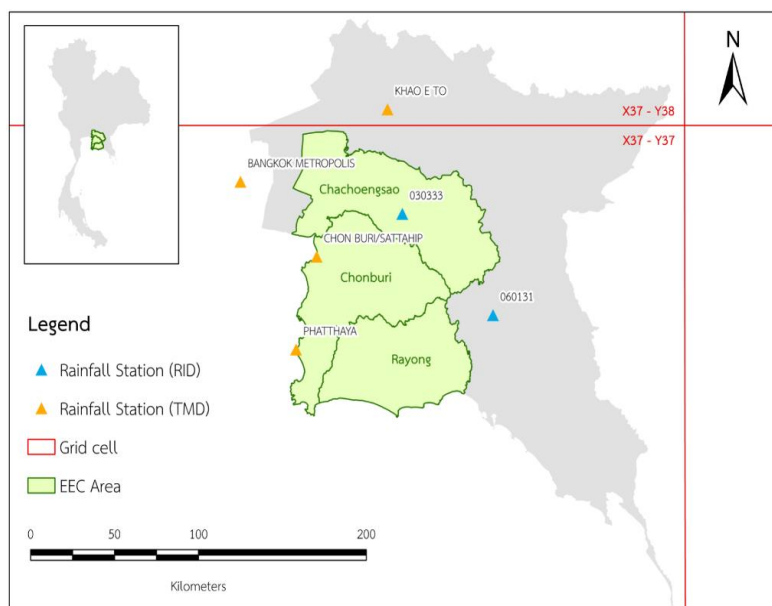 N
KHAO E TO
X37 - Y38
X37 - Y37
BANGKOK METROPOLIS
Chachoengsao
030333
CHON BURI/SATTAHIP
Chonburi
060131
Legend
PHATTHAYA
Rayong
Rainfall Station (RID)
Rainfall Station (TMD)
Grid cell
EEC Area
0 50 100 200
Kilometers